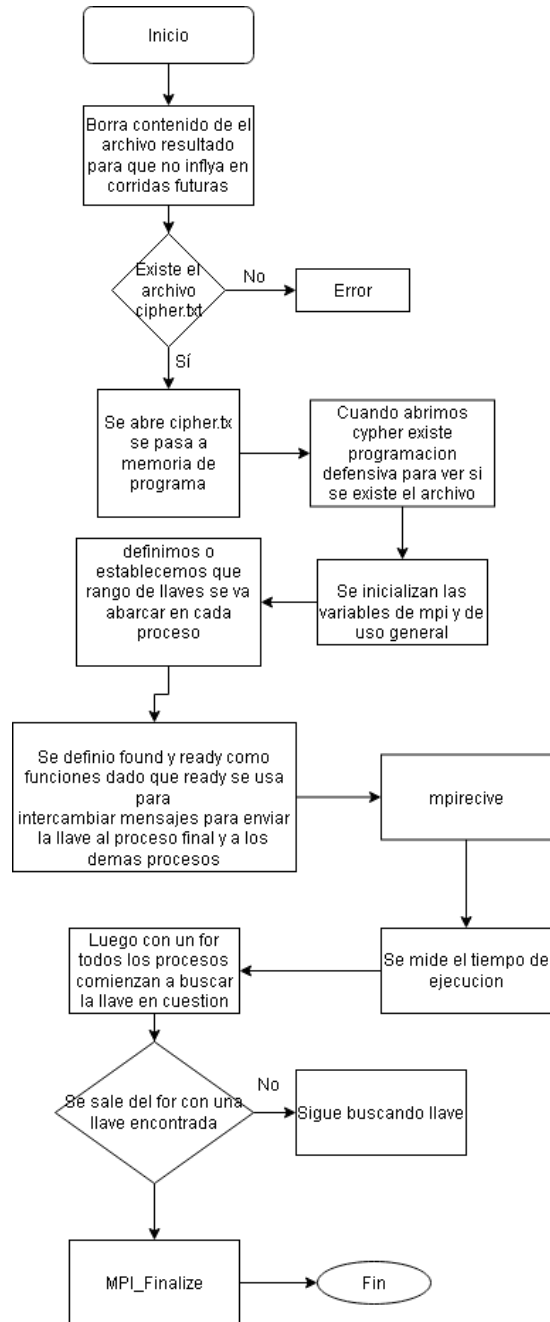 Inicio
Borra contenido de el
archivo resultado
para que no inflya en
corridas futuras
Existe el
archivo
cipher.txt
No
Error
Sí
Se abre cipher.tx
se pasa a
memoria de
programa
Cuando abrimos
cypher existe
programacion
defensiva para ver si
se existe el archivo
Se inicializan las
variables de mpi y de
uso general
definimos o
establecemos que
rango de llaves se va
abarcar en cada
proceso
Se definio found y ready como
funciones dado que ready se usa
para
intercambiar mensajes para enviar
la llave al proceso final y a los
demas procesos
mpirecive
Se mide el tiempo de
ejecucion
Luego con un for
todos los procesos
comienzan a buscar
la llave en cuestion
Se sale del for con una
llave encontrada
No
Sigue buscando llave
MPI_Finalize
Fin